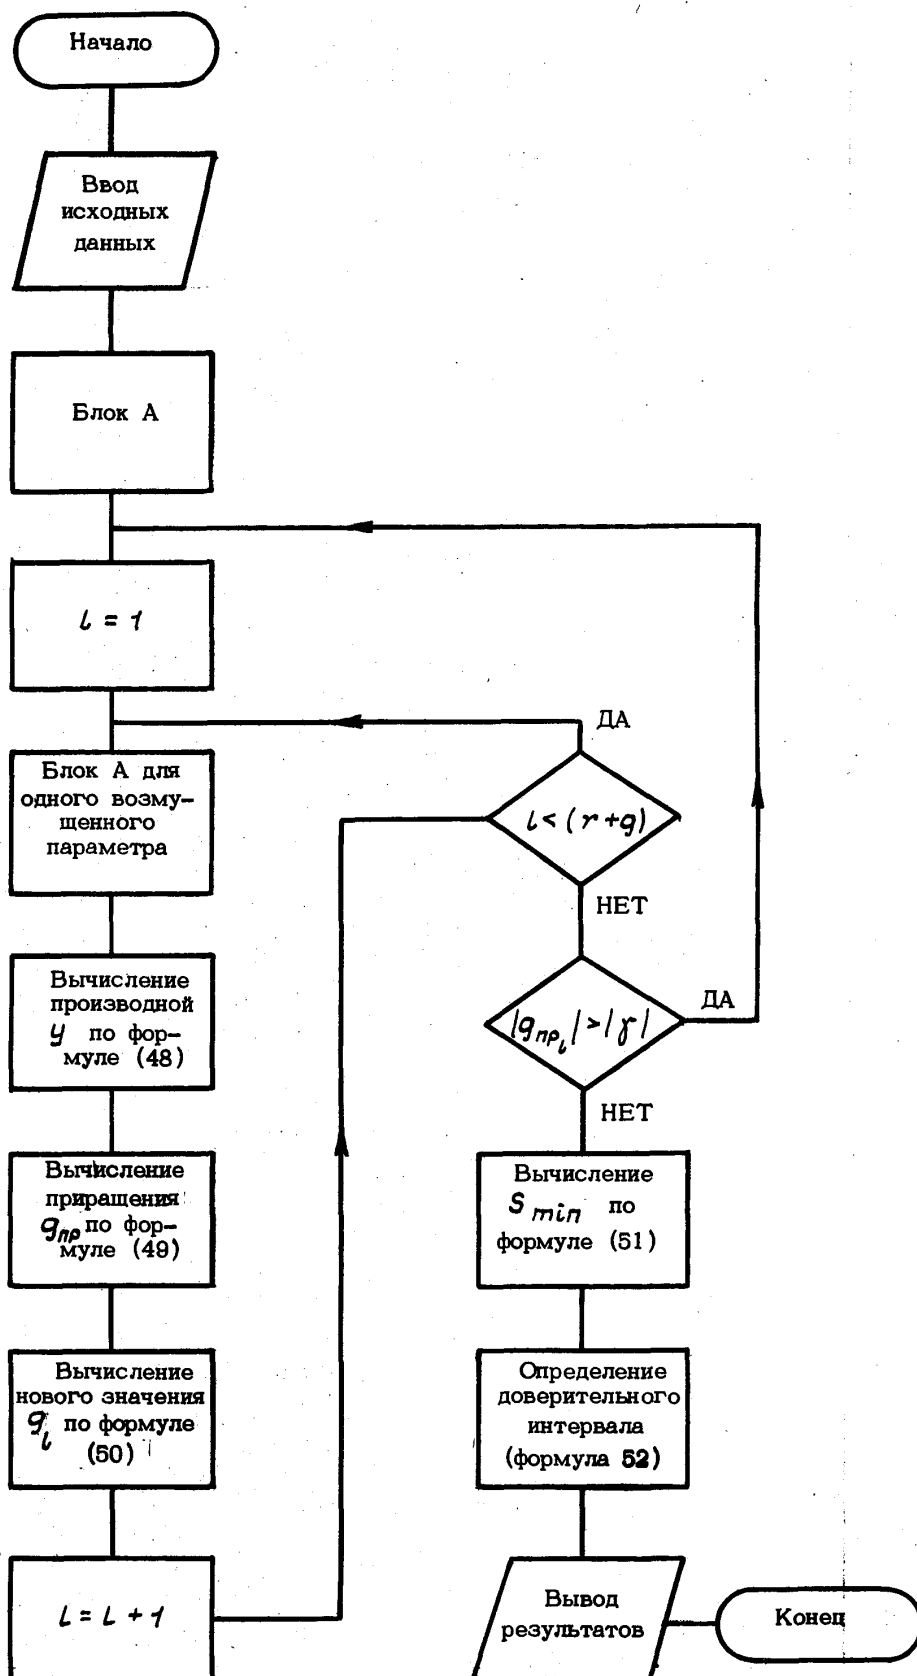 Начало
Ввод
исходных
данных
Блок А
l = 1
Блок А для
одного возму-
щенного
параметра
Вычисление
производной
y по фор-
муле (48)
Вычисление
приращения
g_пр по фор-
муле (49)
Вычисление
нового значения
g_l по формуле
(50)
l = l + 1
ДА
l < (r + g)
НЕТ
|g_пр_l| > |γ|
ДА
НЕТ
Вычисление
S_min по
формуле (51)
Определение
доверительного
интервала
(формула 52)
Вывод
результатов
Конец